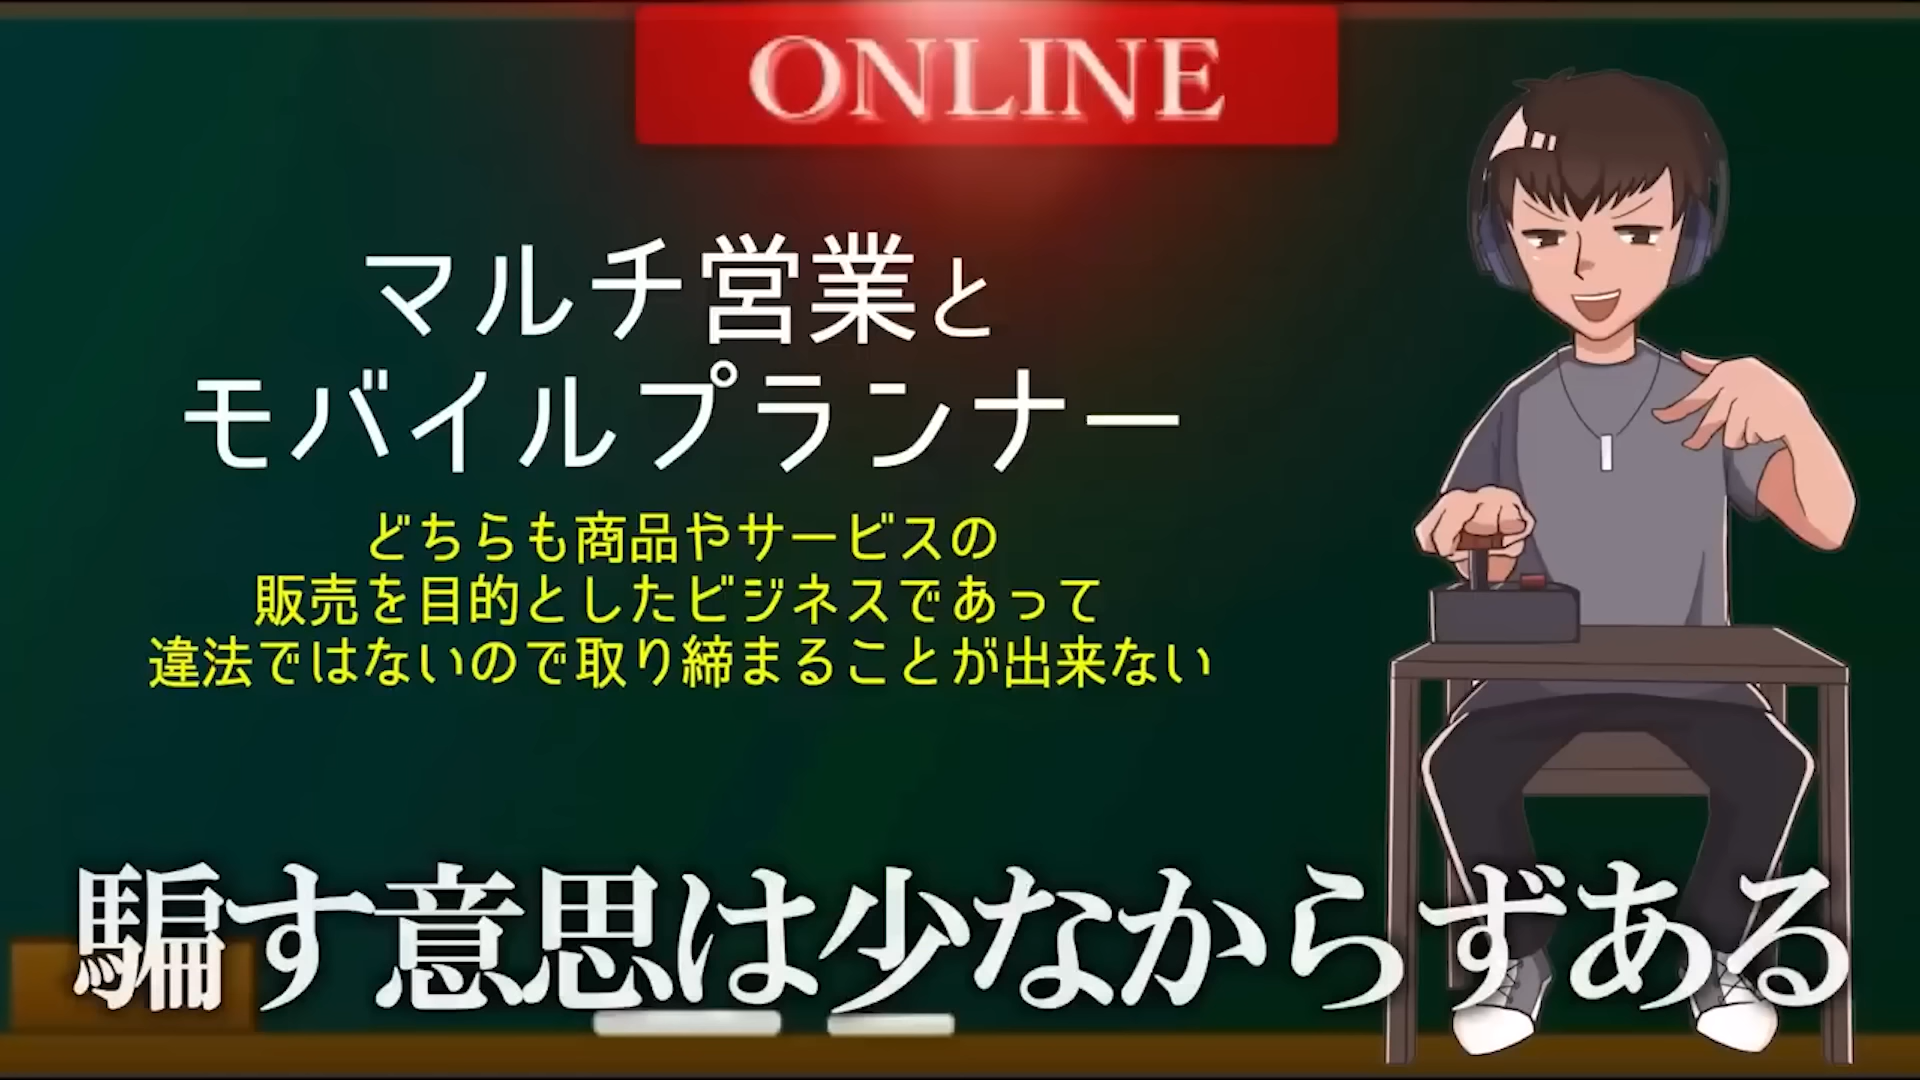 ONLINE
マルチ営業と
モバイルプランナー
どちらも商品やサービスの
販売を目的としたビジネスであって
違法ではないので取り締まることが出来ない
騙す意思は少なからずある